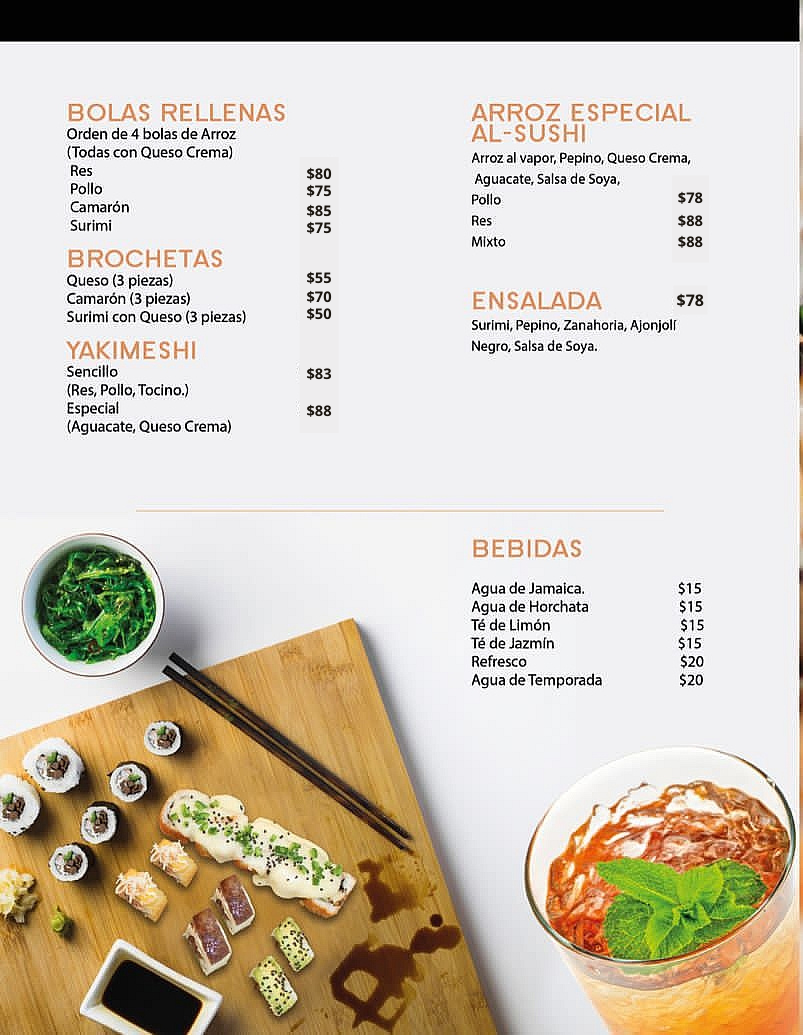 BOLAS RELLENAS
Orden de 4 bolas de Arroz
(Todas con Queso Crema)
Res $80
Pollo $75
Camarón $85
Surimi $75
BROCHETAS
Queso (3 piezas) $55
Camarón (3 piezas) $70
Surimi con Queso (3 piezas) $50
YAKIMESHI
Sencillo $83
(Res, Pollo, Tocino.)
Especial $88
(Aguacate, Queso Crema)
ARROZ ESPECIAL
AL-SUSHI
Arroz al vapor, Pepino, Queso Crema,
Aguacate, Salsa de Soya,
Pollo $78
Res $88
Mixto $88
ENSALADA $78
Surimi, Pepino, Zanahoria, Ajonjolí
Negro, Salsa de Soya.
BEBIDAS
Agua de Jamaica. $15
Agua de Horchata $15
Té de Limón $15
Té de Jazmín $15
Refresco $20
Agua de Temporada $20